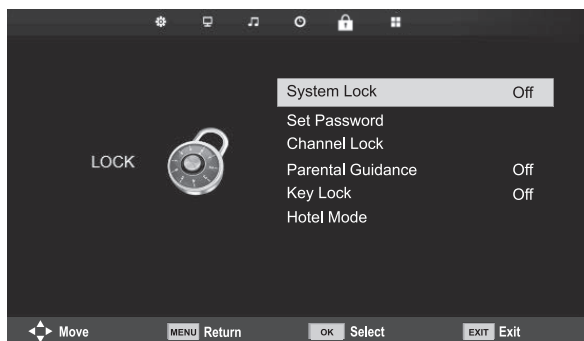 System Lock Off
Set Password
Channel Lock
LOCK
Parental Guidance Off
Key Lock Off
Hotel Mode
Move MENU Return OK Select EXIT Exit